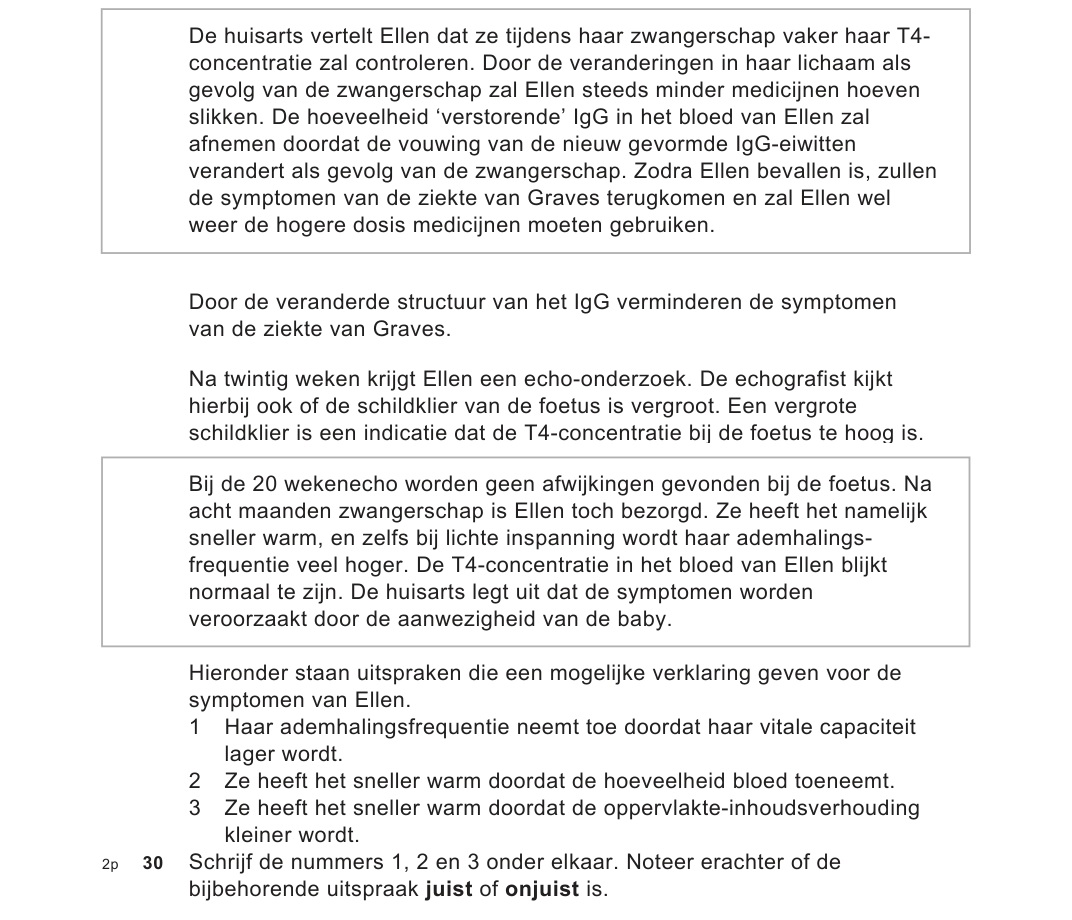 De huisarts vertelt Ellen dat ze tijdens haar zwangerschap vaker haar T4-
concentratie zal controleren. Door de veranderingen in haar lichaam als
gevolg van de zwangerschap zal Ellen steeds minder medicijnen hoeven
slikken. De hoeveelheid ‘verstorende’ IgG in het bloed van Ellen zal
afnemen doordat de vouwing van de nieuw gevormde IgG-eiwitten
verandert als gevolg van de zwangerschap. Zodra Ellen bevallen is, zullen
de symptomen van de ziekte van Graves terugkomen en zal Ellen wel
weer de hogere dosis medicijnen moeten gebruiken.
Door de veranderde structuur van het IgG verminderen de symptomen
van de ziekte van Graves.
Na twintig weken krijgt Ellen een echo-onderzoek. De echografist kijkt
hierbij ook of de schildklier van de foetus is vergroot. Een vergrote
schildklier is een indicatie dat de T4-concentratie bij de foetus te hoog is.
Bij de 20 wekenecho worden geen afwijkingen gevonden bij de foetus. Na
acht maanden zwangerschap is Ellen toch bezorgd. Ze heeft het namelijk
sneller warm, en zelfs bij lichte inspanning wordt haar ademhalings-
frequentie veel hoger. De T4-concentratie in het bloed van Ellen blijkt
normaal te zijn. De huisarts legt uit dat de symptomen worden
veroorzaakt door de aanwezigheid van de baby.
Hieronder staan uitspraken die een mogelijke verklaring geven voor de
symptomen van Ellen.
1 Haar ademhalingsfrequentie neemt toe doordat haar vitale capaciteit
lager wordt.
2 Ze heeft het sneller warm doordat de hoeveelheid bloed toeneemt.
3 Ze heeft het sneller warm doordat de oppervlakte-inhoudsverhouding
kleiner wordt.
2p 30 Schrijf de nummers 1, 2 en 3 onder elkaar. Noteer erachter of de
bijbehorende uitspraak juist of onjuist is.